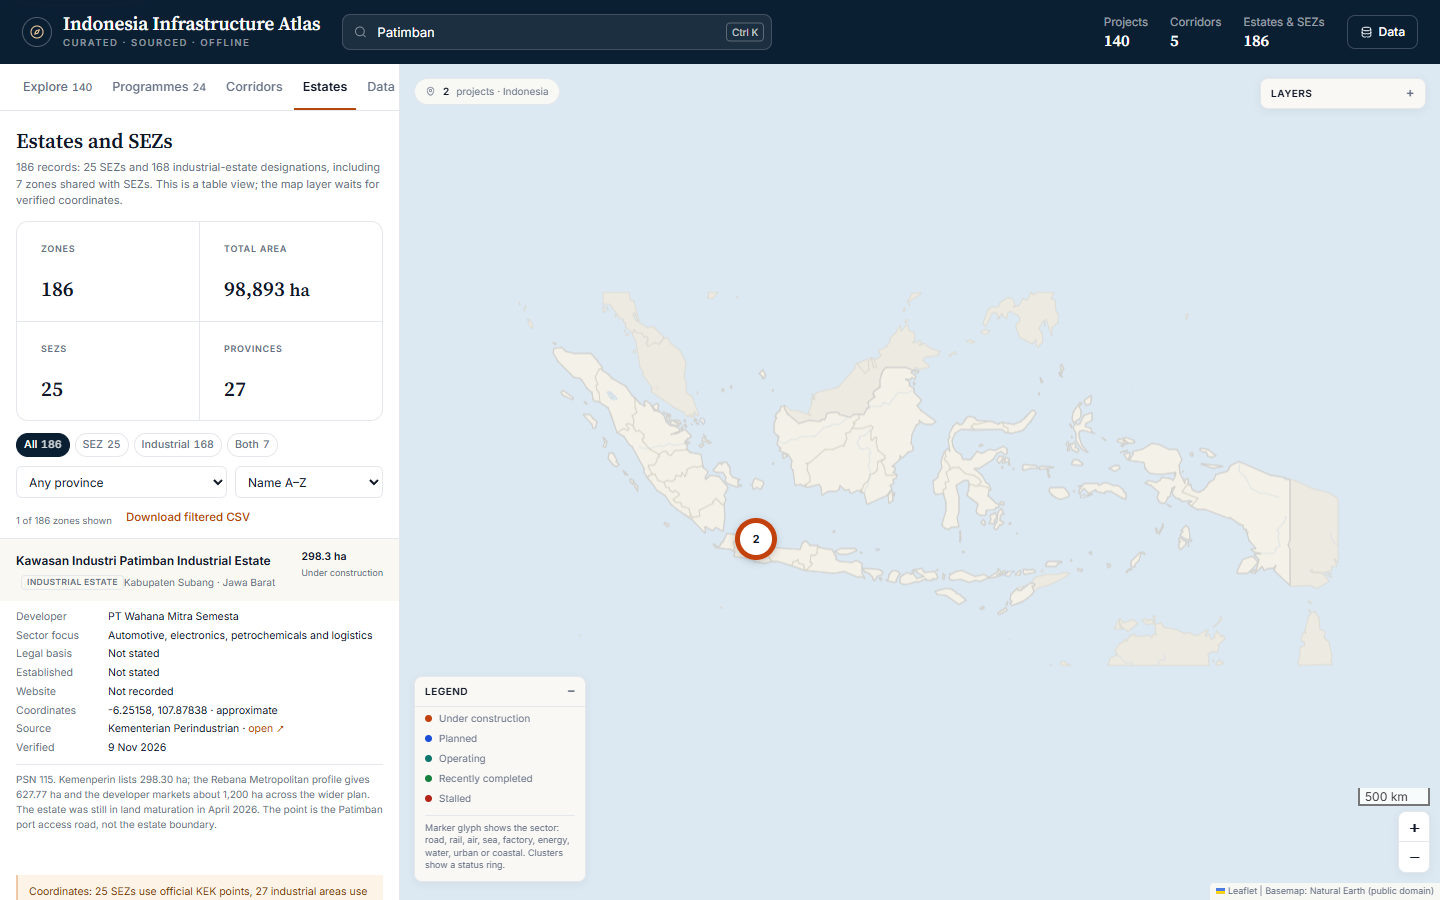 Indonesia Infrastructure Atlas
CURATED · SOURCED · OFFLINE
Patimban
Ctrl K
Projects
140
Corridors
5
Estates & SEZs
186
Data
Explore 140
Programmes 24
Corridors
Estates
Data
Estates and SEZs
186 records: 25 SEZs and 168 industrial-estate designations, including
7 zones shared with SEZs. This is a table view; the map layer waits for
verified coordinates.
ZONES
186
TOTAL AREA
98,893 ha
SEZS
25
PROVINCES
27
All 186
SEZ 25
Industrial 168
Both 7
Any province
Name A–Z
1 of 186 zones shown
Download filtered CSV
Kawasan Industri Patimban Industrial Estate
298.3 ha
INDUSTRIAL ESTATE Kabupaten Subang · Jawa Barat
Under construction
Developer PT Wahana Mitra Semesta
Sector focus Automotive, electronics, petrochemicals and logistics
Legal basis Not stated
Established Not stated
Website Not recorded
Coordinates -6.25158, 107.87838 · approximate
Source Kementerian Perindustrian · open ↗
Verified 9 Nov 2026
PSN 115. Kemenperin lists 298.30 ha; the Rebana Metropolitan profile gives
627.77 ha and the developer markets about 1,200 ha across the wider plan.
The estate was still in land maturation in April 2026. The point is the Patimban
port access road, not the estate boundary.
Coordinates: 25 SEZs use official KEK points, 27 industrial areas use
2 projects · Indonesia
LAYERS +
2
LEGEND −
Under construction
Planned
Operating
Recently completed
Stalled
Marker glyph shows the sector:
road, rail, air, sea, factory, energy,
water, urban or coastal. Clusters
show a status ring.
500 km
+
−
Leaflet | Basemap: Natural Earth (public domain)